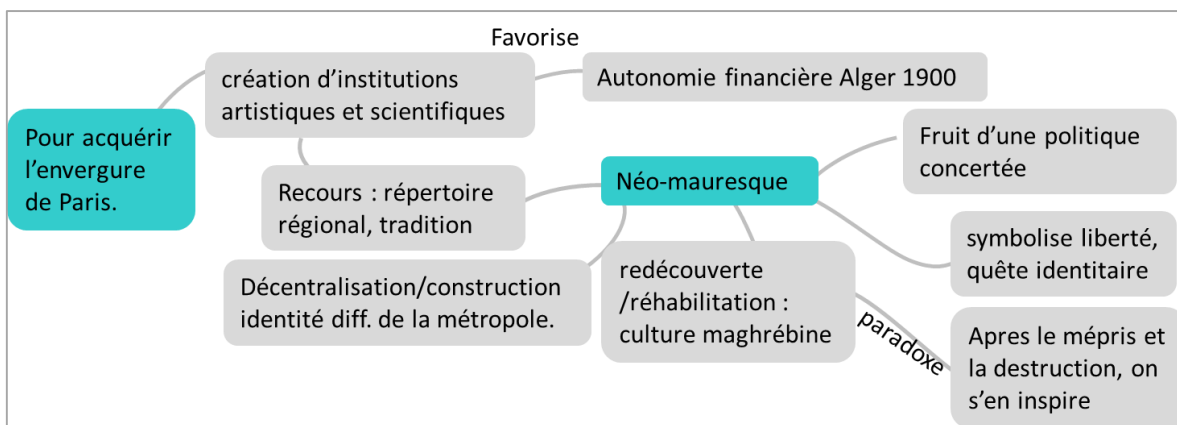 Favorise
création d’institutions
artistiques et scientifiques
Autonomie financière Alger 1900
Pour acquérir
l’envergure
de Paris.
Recours : répertoire
régional, tradition
Néo-mauresque
Fruit d’une politique
concertée
Décentralisation/construction
identité diff. de la métropole.
redécouverte
/réhabilitation :
culture maghrébine
symbolise liberté,
quête identitaire
paradoxe
Apres le mépris et
la destruction, on
s’en inspire